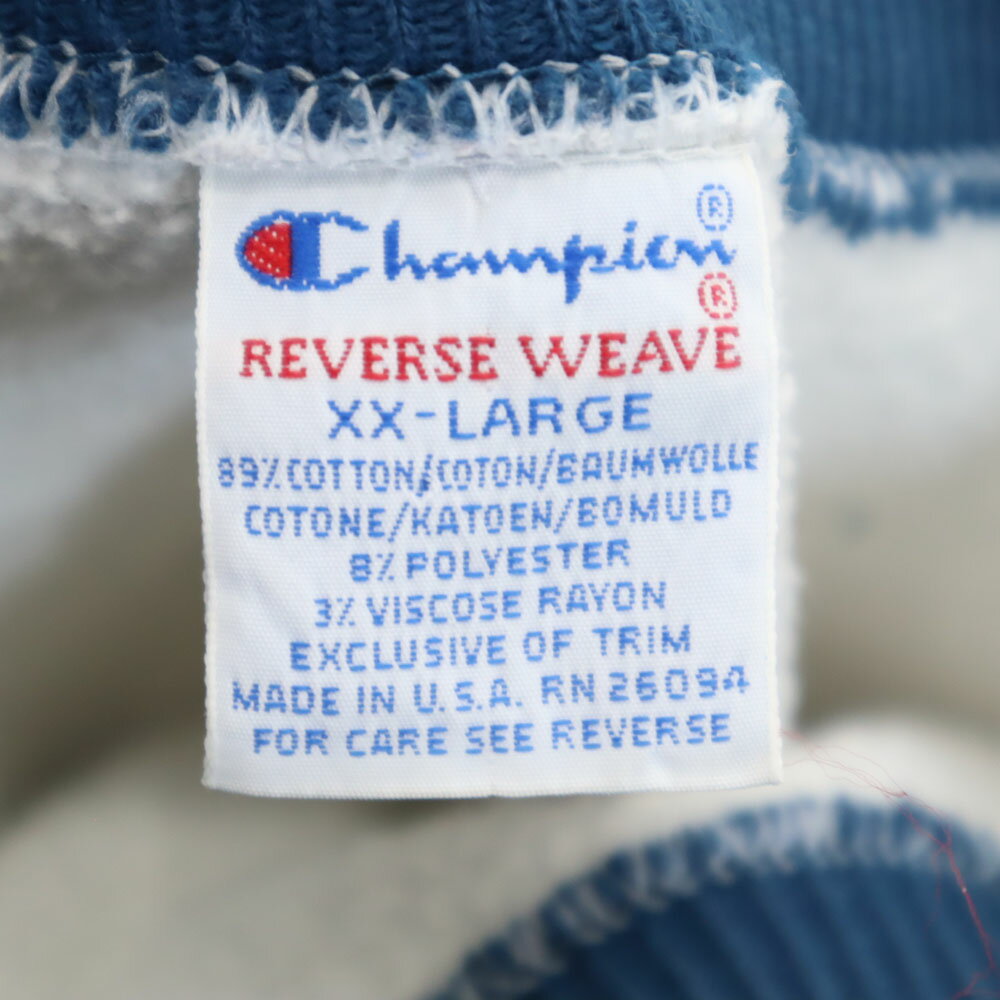 Champion ®
®
REVERSE WEAVE
XX-LARGE
89% COTTON/COTON/BAUMWOLLE
COTONE/KATOEN/BOMULD
8% POLYESTER
3% VISCOSE RAYON
EXCLUSIVE OF TRIM
MADE IN U.S.A. RN 26094
FOR CARE SEE REVERSE